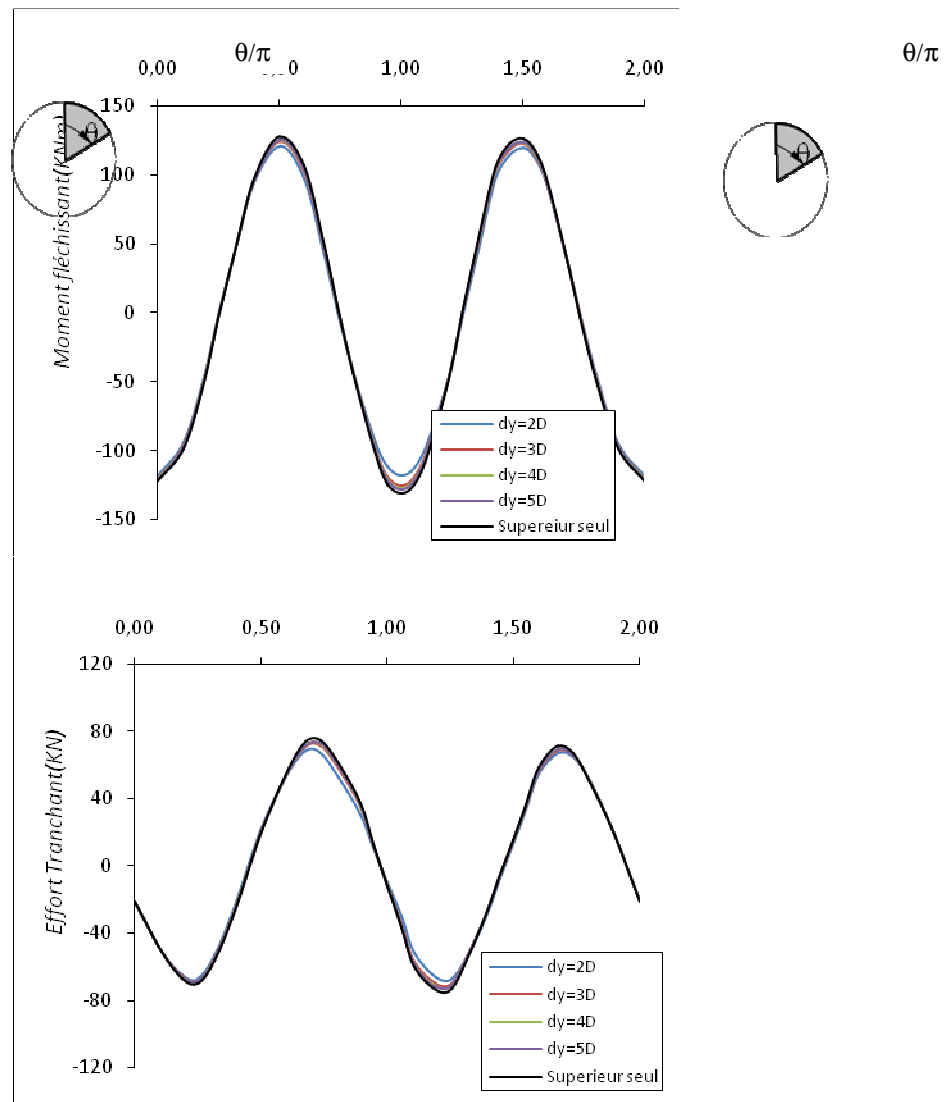 θ/π
θ/π
0,00 0,50 1,00 1,50 2,00
150
100
50
0
-50
-100
-150
Moment fléchissant(KNm)
θ
θ
dy=2D
dy=3D
dy=4D
dy=5D
Supereiur seul
0,00 0,50 1,00 1,50 2,00
120
80
40
0
-40
-80
-120
Effort Tranchant(KN)
dy=2D
dy=3D
dy=4D
dy=5D
Superieur seul